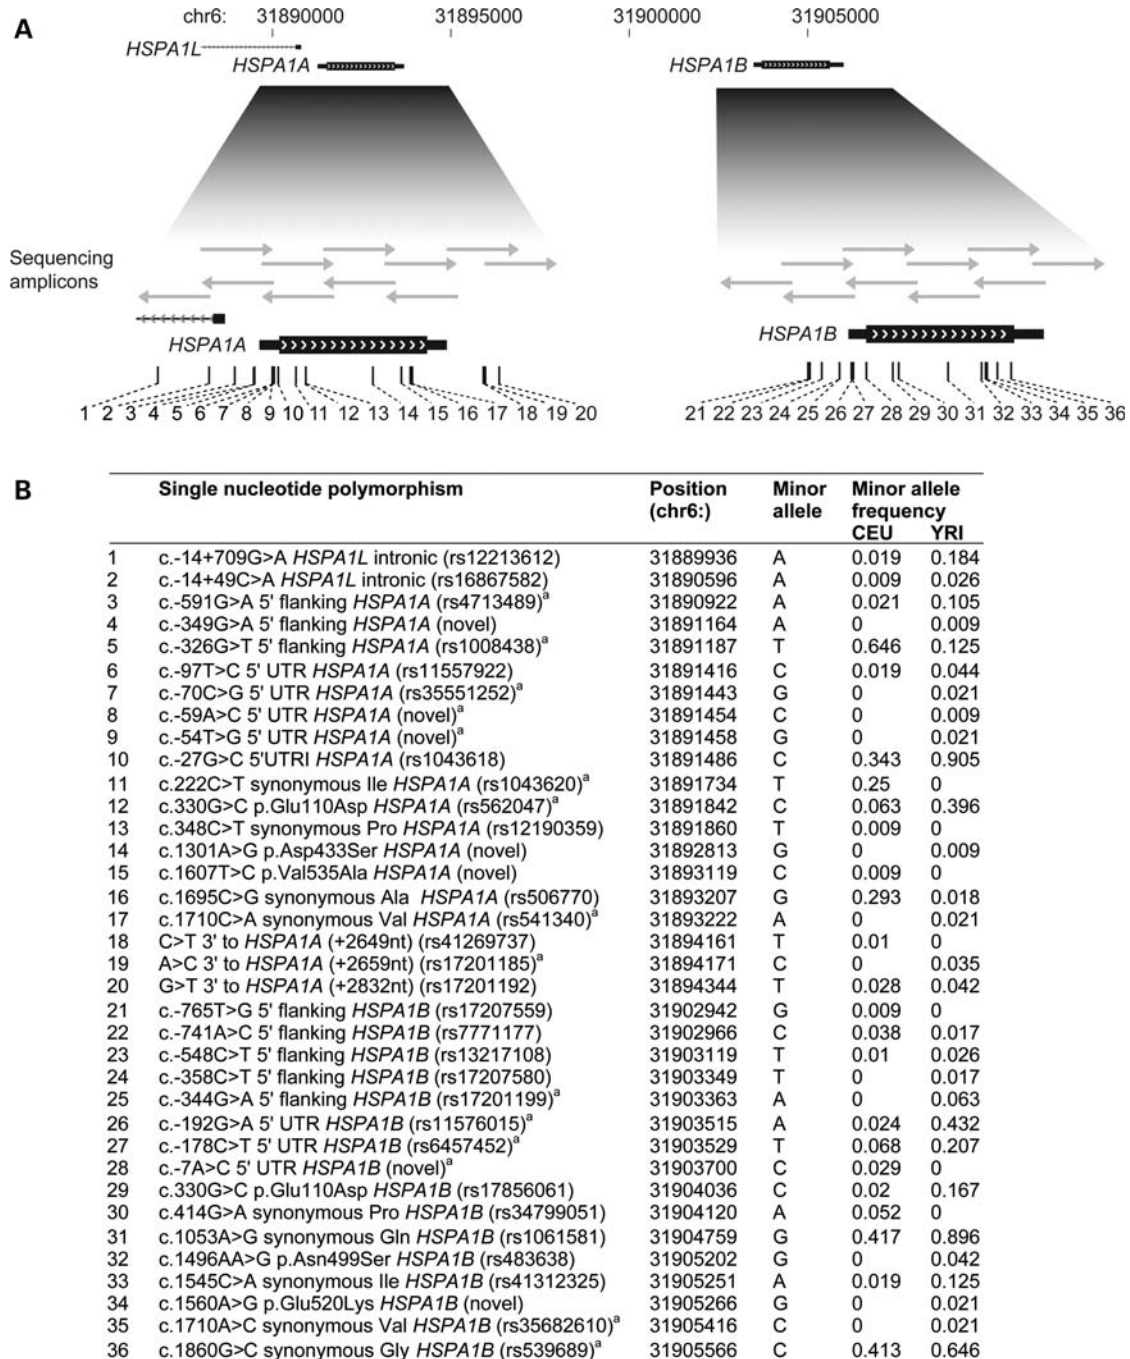 A
chr6: 31890000 31895000 31900000 31905000
HSPA1L
HSPA1A HSPA1B
Sequencing
amplicons
HSPA1A HSPA1B
1 2 3 4 5 6 7 8 9 10 11 12 13 14 15 16 17 18 19 20 21 22 23 24 25 26 27 28 29 30 31 32 33 34 35 36
B
Single nucleotide polymorphism Position Minor Minor allele
(chr6:) allele frequency
CEU YRI
1 c.-14+709G>A HSPA1L intronic (rs12213612) 31889936 A 0.019 0.184
2 c.-14+49C>A HSPA1L intronic (rs16867582) 31890596 A 0.009 0.026
3 c.-591G>A 5' flanking HSPA1A (rs4713489)a 31890922 A 0.021 0.105
4 c.-349G>A 5' flanking HSPA1A (novel) 31891164 A 0 0.009
5 c.-326G>T 5' flanking HSPA1A (rs1008438)a 31891187 T 0.646 0.125
6 c.-97T>C 5' UTR HSPA1A (rs11557922) 31891416 C 0.019 0.044
7 c.-70C>G 5' UTR HSPA1A (rs35551252)a 31891443 G 0 0.021
8 c.-59A>C 5' UTR HSPA1A (novel)a 31891454 C 0 0.009
9 c.-54T>G 5' UTR HSPA1A (novel)a 31891458 G 0 0.021
10 c.-27G>C 5'UTRI HSPA1A (rs1043618) 31891486 C 0.343 0.905
11 c.222C>T synonymous Ile HSPA1A (rs1043620)a 31891734 T 0.25 0
12 c.330G>C p.Glu110Asp HSPA1A (rs562047)a 31891842 C 0.063 0.396
13 c.348C>T synonymous Pro HSPA1A (rs12190359) 31891860 T 0.009 0
14 c.1301A>G p.Asp433Ser HSPA1A (novel) 31892813 G 0 0.009
15 c.1607T>C p.Val535Ala HSPA1A (novel) 31893119 C 0.009 0
16 c.1695C>G synonymous Ala HSPA1A (rs506770) 31893207 G 0.293 0.018
17 c.1710C>A synonymous Val HSPA1A (rs541340)a 31893222 A 0 0.021
18 C>T 3' to HSPA1A (+2649nt) (rs41269737) 31894161 T 0.01 0
19 A>C 3' to HSPA1A (+2659nt) (rs17201185)a 31894171 C 0 0.035
20 G>T 3' to HSPA1A (+2832nt) (rs17201192) 31894344 T 0.028 0.042
21 c.-765T>G 5' flanking HSPA1B (rs17207559) 31902942 G 0.009 0
22 c.-741A>C 5' flanking HSPA1B (rs7771177) 31902966 C 0.038 0.017
23 c.-548C>T 5' flanking HSPA1B (rs13217108) 31903119 T 0.01 0.026
24 c.-358C>T 5' flanking HSPA1B (rs17207580) 31903349 T 0 0.017
25 c.-344G>A 5' flanking HSPA1B (rs17201199)a 31903363 A 0 0.063
26 c.-192G>A 5' UTR HSPA1B (rs11576015)a 31903515 A 0.024 0.432
27 c.-178C>T 5' UTR HSPA1B (rs6457452)a 31903529 T 0.068 0.207
28 c.-7A>C 5' UTR HSPA1B (novel)a 31903700 C 0.029 0
29 c.330G>C p.Glu110Asp HSPA1B (rs17856061) 31904036 C 0.02 0.167
30 c.414G>A synonymous Pro HSPA1B (rs34799051) 31904120 A 0.052 0
31 c.1053A>G synonymous Gln HSPA1B (rs1061581) 31904759 G 0.417 0.896
32 c.1496AA>G p.Asn499Ser HSPA1B (rs483638) 31905202 G 0 0.042
33 c.1545C>A synonymous Ile HSPA1B (rs41312325) 31905251 A 0.019 0.125
34 c.1560A>G p.Glu520Lys HSPA1B (novel) 31905266 G 0 0.021
35 c.1710A>C synonymous Val HSPA1B (rs35682610)a 31905416 C 0 0.021
36 c.1860G>C synonymous Gly HSPA1B (rs539689)a 31905566 C 0.413 0.646